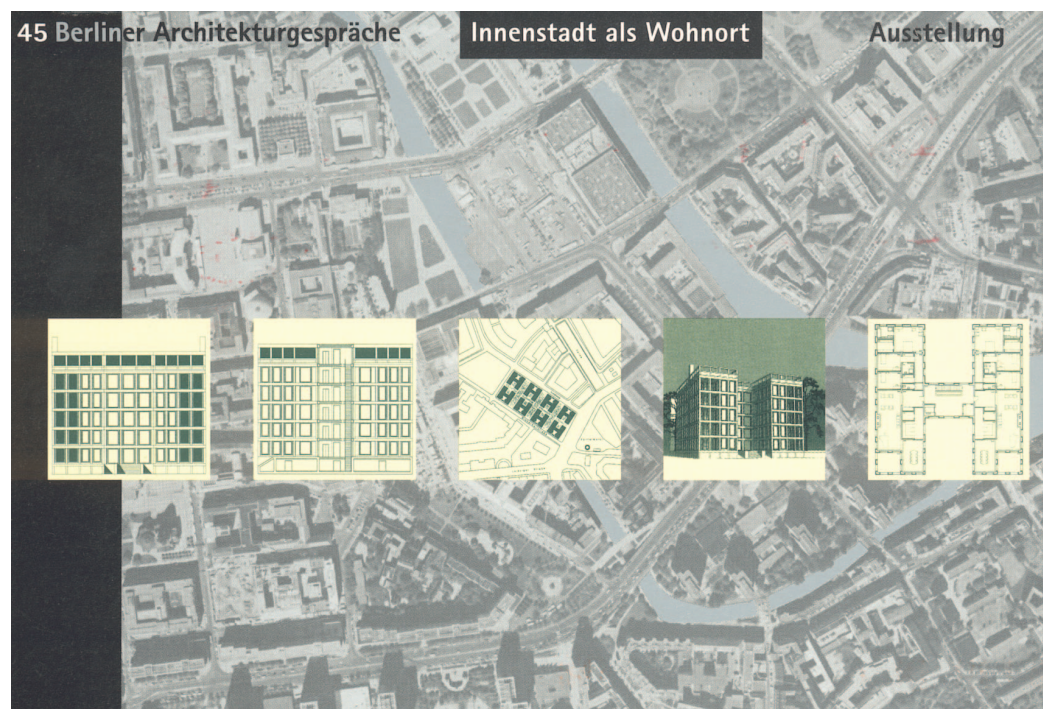 45 Berliner Architekturgespräche
Innenstadt als Wohnort
Ausstellung